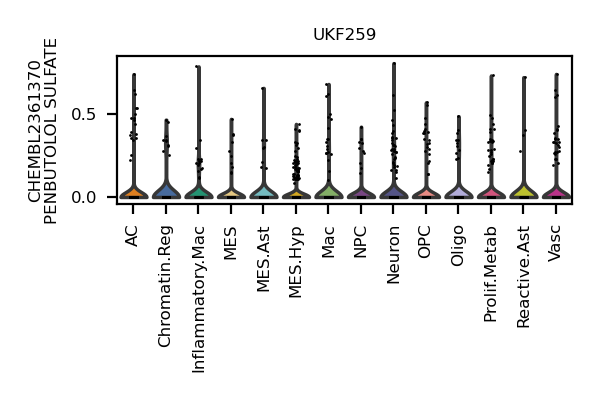 UKF259
CHEMBL2361370
PENBUTOLOL SULFATE
0.5
0.0
AC
Chromatin.Reg
Inflammatory.Mac
MES
MES.Ast
MES.Hyp
Mac
NPC
Neuron
OPC
Oligo
Prolif.Metab
Reactive.Ast
Vasc